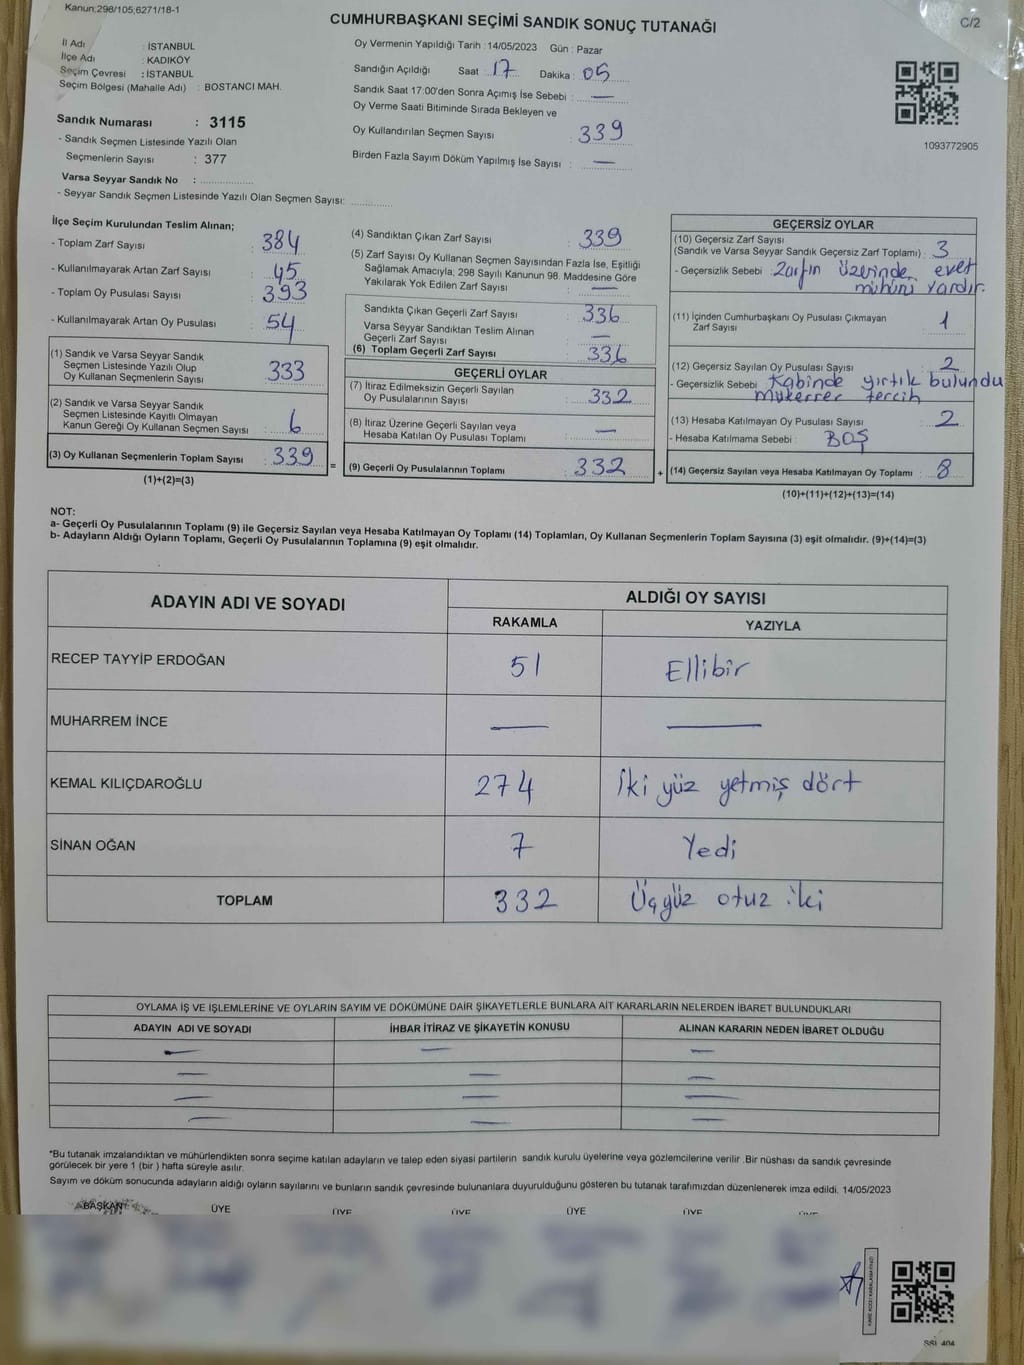 Kanun:298/105,6271/18-1
CUMHURBAŞKANI SEÇİMİ SANDIK SONUÇ TUTANAĞI
C/2
İl Adı : İSTANBUL
İlçe Adı : KADIKÖY
Seçim Çevresi : İSTANBUL
Seçim Bölgesi (Mahalle Adı) : BOSTANCI MAH.
Sandık Numarası : 3115
- Sandık Seçmen Listesinde Yazılı Olan
Seçmenlerin Sayısı : 377
Varsa Seyyar Sandık No :
- Seyyar Sandık Seçmen Listesinde Yazılı Olan Seçmen Sayısı:
Oy Vermenin Yapıldığı Tarih : 14/05/2023 Gün : Pazar
Sandığın Açıldığı Saat 17 Dakika : 05
Sandık Saat 17:00'den Sonra Açımış İse Sebebi : —
Oy Verme Saati Bitiminde Sırada Bekleyen ve
Oy Kullandırılan Seçmen Sayısı : 339
Birden Fazla Sayım Döküm Yapılmış İse Sayısı : —
1093772905
İlçe Seçim Kurulundan Teslim Alınan;
- Toplam Zarf Sayısı : 384
- Kullanılmayarak Artan Zarf Sayısı : 45
- Toplam Oy Pusulası Sayısı : 393
- Kullanılmayarak Artan Oy Pusulası : 54
(1) Sandık ve Varsa Seyyar Sandık
Seçmen Listesinde Yazılı Olup
Oy Kullanan Seçmenlerin Sayısı : 333
(2) Sandık ve Varsa Seyyar Sandık
Seçmen Listesinde Kayıtlı Olmayan
Kanun Gereği Oy Kullanan Seçmen Sayısı : 6
(3) Oy Kullanan Seçmenlerin Toplam Sayısı : 339
(1)+(2)=(3)
=
(4) Sandıktan Çıkan Zarf Sayısı : 339
(5) Zarf Sayısı Oy Kullanan Seçmen Sayısından Fazla İse, Eşitliği
Sağlamak Amacıyla; 298 Sayılı Kanunun 98. Maddesine Göre
Yakılarak Yok Edilen Zarf Sayısı : —
Sandıkta Çıkan Geçerli Zarf Sayısı : 336
Varsa Seyyar Sandıktan Teslim Alınan
Geçerli Zarf Sayısı : —
(6) Toplam Geçerli Zarf Sayısı : 336
GEÇERLİ OYLAR
(7) İtiraz Edilmeksizin Geçerli Sayılan
Oy Pusulalarının Sayısı : 332
(8) İtiraz Üzerine Geçerli Sayılan veya
Hesaba Katılan Oy Pusulası Toplamı : —
(9) Geçerli Oy Pusulalarının Toplamı : 332
+
GEÇERSİZ OYLAR
(10) Geçersiz Zarf Sayısı
(Sandık ve Varsa Seyyar Sandık Geçersiz Zarf Toplamı) : 3
- Geçersizlik Sebebi : Zarfın üzerinde evet
mührü vardır.
(11) İçinden Cumhurbaşkanı Oy Pusulası Çıkmayan
Zarf Sayısı : 1
(12) Geçersiz Sayılan Oy Pusulası Sayısı : 2
- Geçersizlik Sebebi : Kabinde yırtık bulundu
mükerrer tercih
(13) Hesaba Katılmayan Oy Pusulası Sayısı : 2
- Hesaba Katılmama Sebebi : BOŞ
(14) Geçersiz Sayılan veya Hesaba Katılmayan Oy Toplamı : 8
(10)+(11)+(12)+(13)=(14)
NOT:
a- Geçerli Oy Pusulalarının Toplamı (9) ile Geçersiz Sayılan veya Hesaba Katılmayan Oy Toplamı (14) Toplamları, Oy Kullanan Seçmenlerin Toplam Sayısına (3) eşit olmalıdır. (9)+(14)=(3)
b- Adayların Aldığı Oyların Toplamı, Geçerli Oy Pusulalarının Toplamına (9) eşit olmalıdır.
ADAYIN ADI VE SOYADI ALDIĞI OY SAYISI
RAKAMLA YAZIYLA
RECEP TAYYİP ERDOĞAN 51 Ellibir
MUHARREM İNCE — —
KEMAL KILIÇDAROĞLU 274 İki yüz yetmiş dört
SİNAN OĞAN 7 Yedi
TOPLAM 332 Üçyüz otuz iki
OYLAMA İŞ VE İŞLEMLERİNE VE OYLARIN SAYIM VE DÖKÜMÜNE DAİR ŞİKAYETLERLE BUNLARA AİT KARARLARIN NELERDEN İBARET BULUNDUKLARI
ADAYIN ADI VE SOYADI İHBAR İTİRAZ VE ŞİKAYETİN KONUSU ALINAN KARARIN NEDEN İBARET OLDUĞU
— — —
— — —
— — —
— — —
*Bu tutanak imzalandıktan ve mühürlendikten sonra seçime katılan adayların ve talep eden siyasi partilerin sandık kurulu üyelerine veya gözlemcilerine verilir .Bir nüshası da sandık çevresinde
görülecek bir yere 1 (bir ) hafta süreyle asılır.
Sayım ve döküm sonucunda adayların aldığı oyların sayılarını ve bunların sandık çevresinde bulunanlara duyurulduğunu gösteren bu tutanak tarafımızdan düzenlenerek imza edildi. 14/05/2023
BAŞKAN ÜYE ÜYE ÜYE ÜYE ÜYE
SSI 404